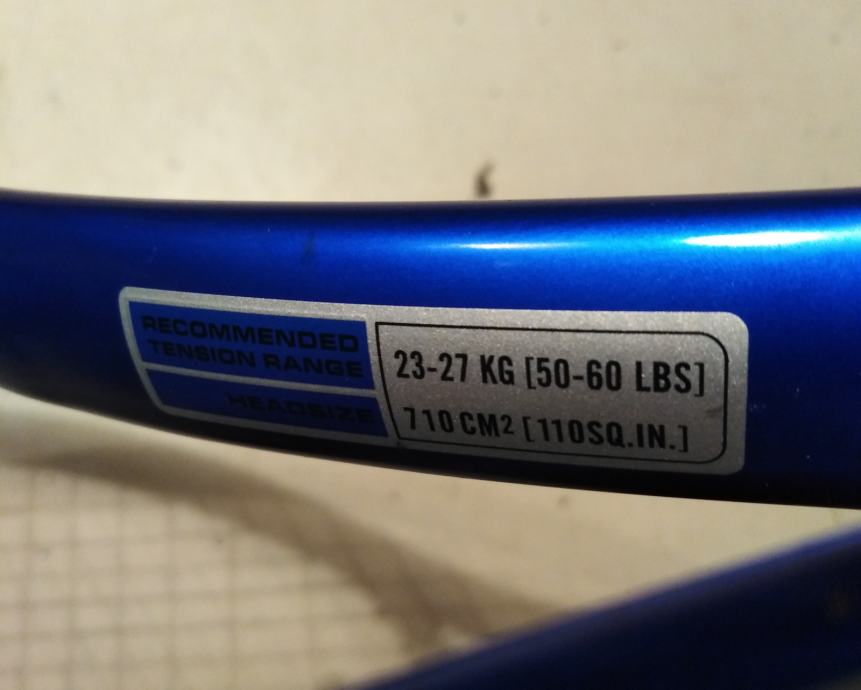 RECOMMENDED
TENSION RANGE
23-27 KG [50-60 LBS]
HEADSIZE
710 CM² [110SQ.IN.]